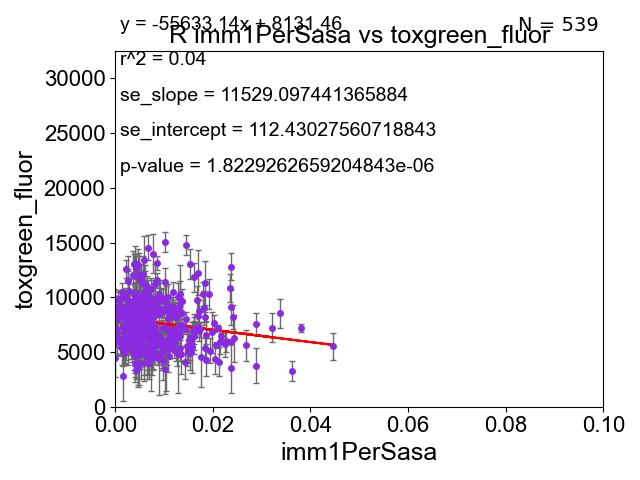 y = -55633.14x + 8131.46
N = 539
R imm1PerSasa vs toxgreen_fluor
r^2 = 0.04
se_slope = 11529.097441365884
se_intercept = 112.43027560718843
p-value = 1.8229262659204843e-06
30000
25000
20000
15000
10000
5000
0
toxgreen_fluor
0.00
0.02
0.04
0.06
0.08
0.10
imm1PerSasa